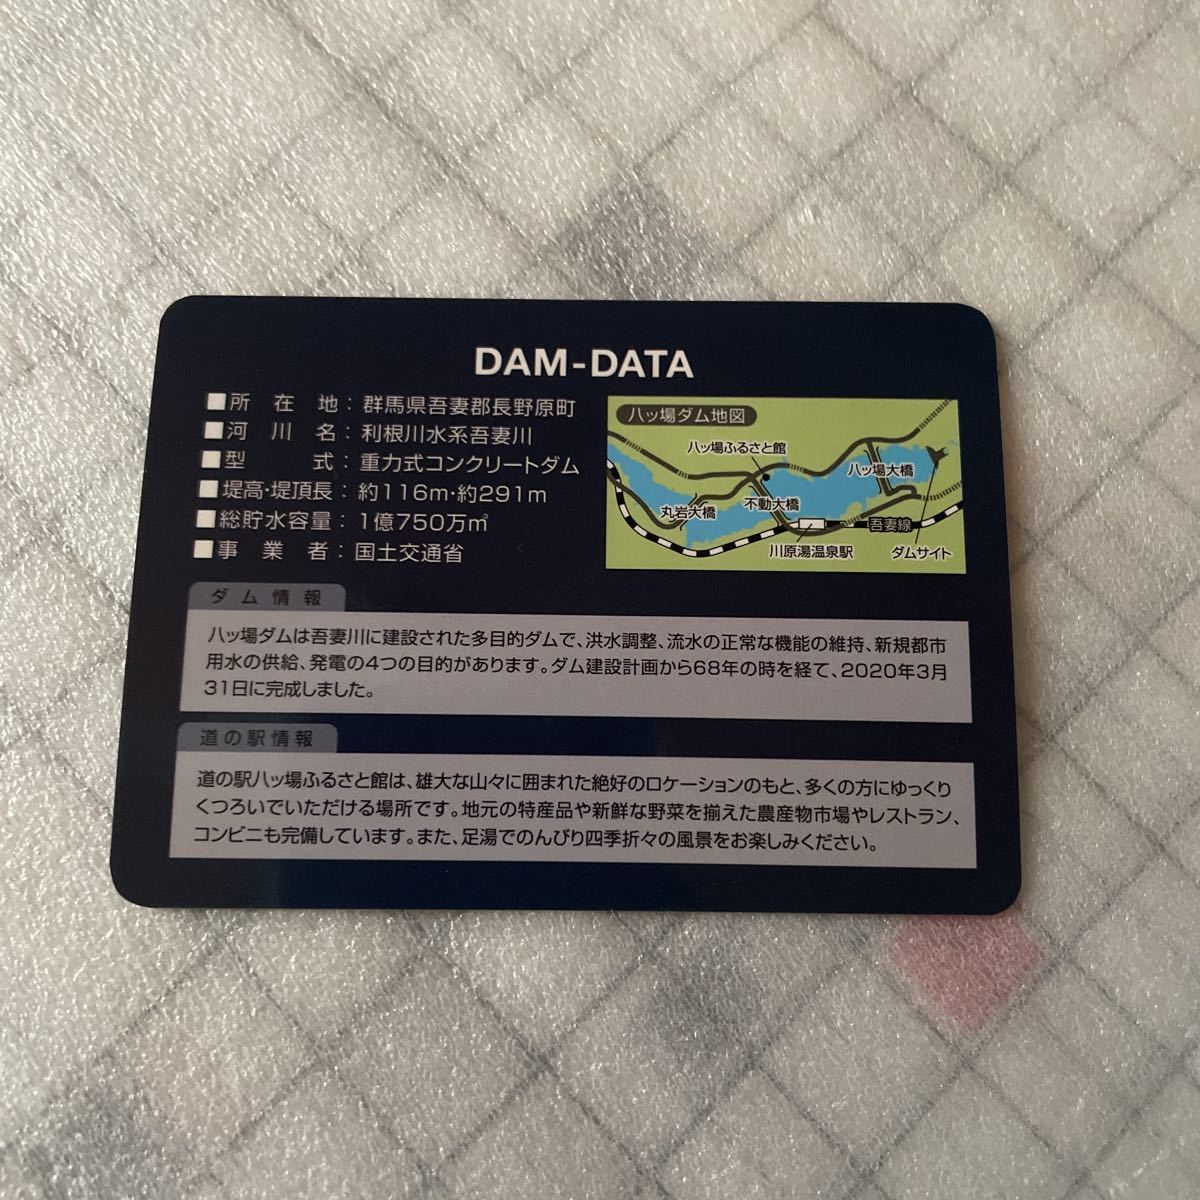 DAM-DATA
■所在地：群馬県吾妻郡長野原町
■河川名：利根川水系吾妻川
■型式：重力式コンクリートダム
■堤高・堤頂長：約116m・約291m
■総貯水容量：1億750万㎥
■事業者：国土交通省
八ッ場ダム地図
八ッ場ふるさと館
八ッ場大橋
丸岩大橋
不動大橋
吾妻線
川原湯温泉駅
ダムサイト
ダム情報
八ッ場ダムは吾妻川に建設された多目的ダムで、洪水調整、流水の正常な機能の維持、新規都市
用水の供給、発電の4つの目的があります。ダム建設計画から68年の時を経て、2020年3月
31日に完成しました。
道の駅情報
道の駅八ッ場ふるさと館は、雄大な山々に囲まれた絶好のロケーションのもと、多くの方にゆっくり
くつろいでいただける場所です。地元の特産品や新鮮な野菜を揃えた農産物市場やレストラン、
コンビニも完備しています。また、足湯でのんびり四季折々の風景をお楽しみください。